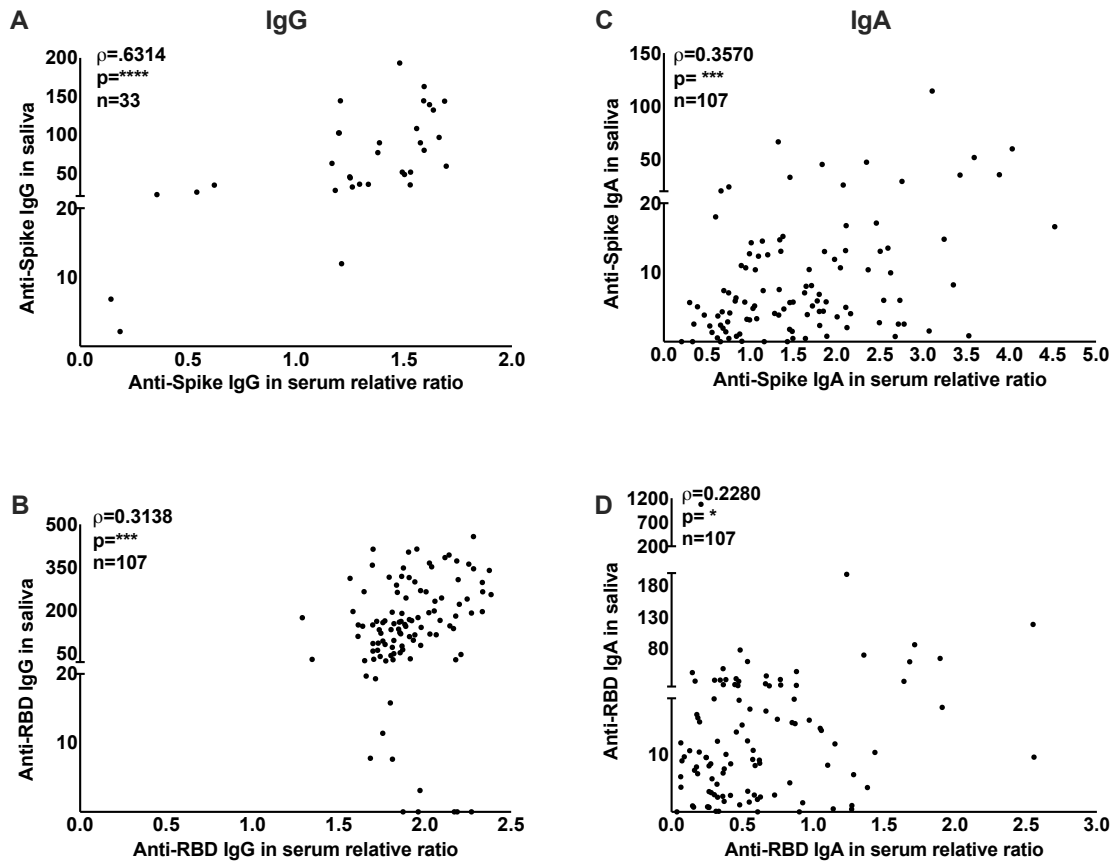 A
IgG
ρ=.6314
p=****
n=33
200
150
100
50
20
10
Anti-Spike IgG in saliva
0.0 0.5 1.0 1.5 2.0
Anti-Spike IgG in serum relative ratio
C
IgA
ρ=0.3570
p= ***
n=107
150
100
50
20
10
0
Anti-Spike IgA in saliva
0.0 0.5 1.0 1.5 2.0 2.5 3.0 3.5 4.0 4.5 5.0
Anti-Spike IgA in serum relative ratio
B
ρ=0.3138
p=***
n=107
500
350
200
50
20
10
Anti-RBD IgG in saliva
0.0 0.5 1.0 1.5 2.0 2.5
Anti-RBD IgG in serum relative ratio
D
ρ=0.2280
p= *
n=107
1200
700
200
180
130
80
10
Anti-RBD IgA in saliva
0.0 0.5 1.0 1.5 2.0 2.5 3.0
Anti-RBD IgA in serum relative ratio